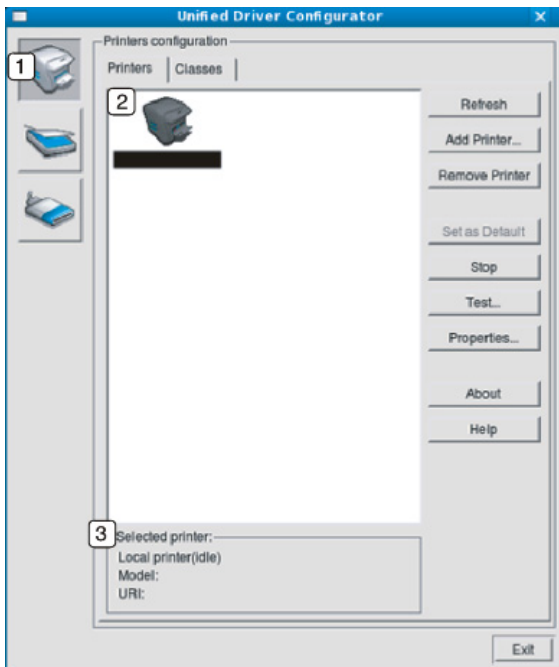 Unified Driver Configurator
Printers configuration
1
Printers
Classes
2
Refresh
Add Printer...
Remove Printer
Set as Default
Stop
Test...
Properties...
About
Help
3
Selected printer:
Local printer(idle)
Model:
URI:
Exit